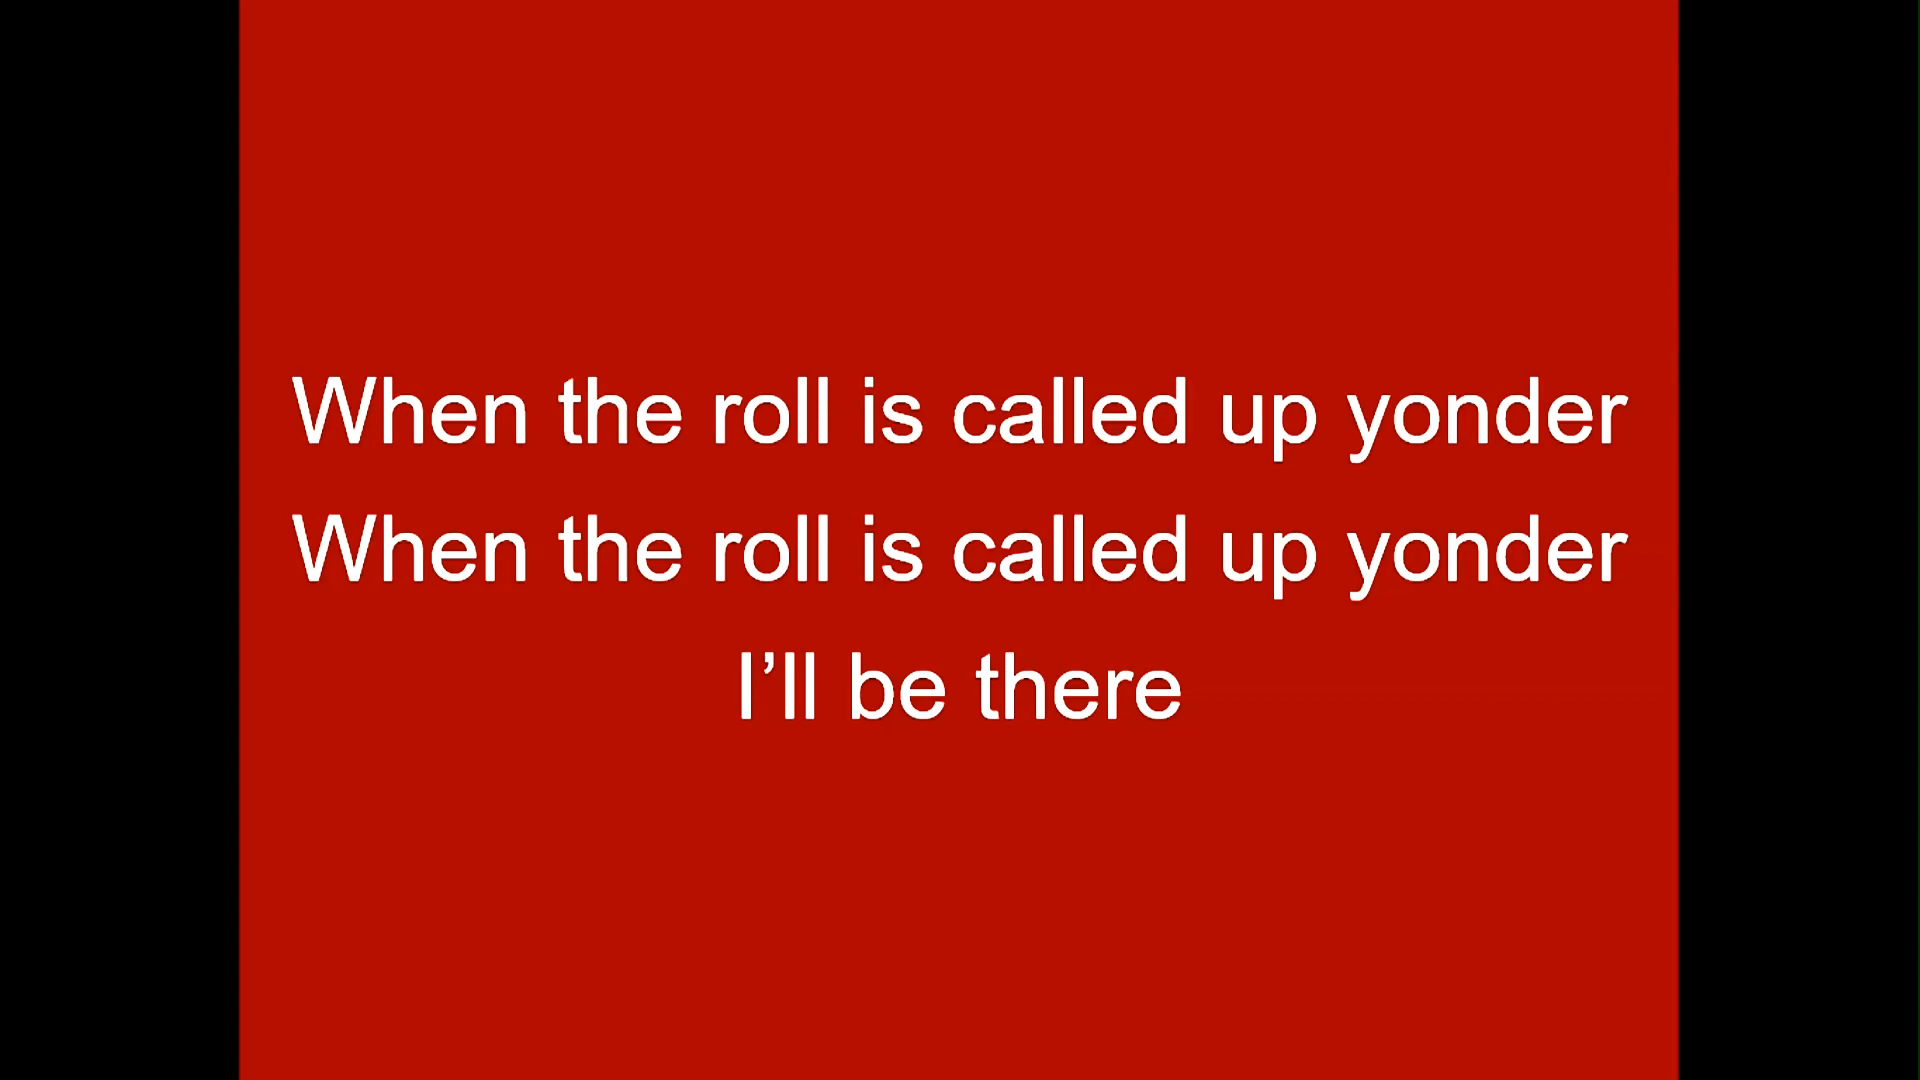 When the roll is called up yonder
When the roll is called up yonder
I’ll be there